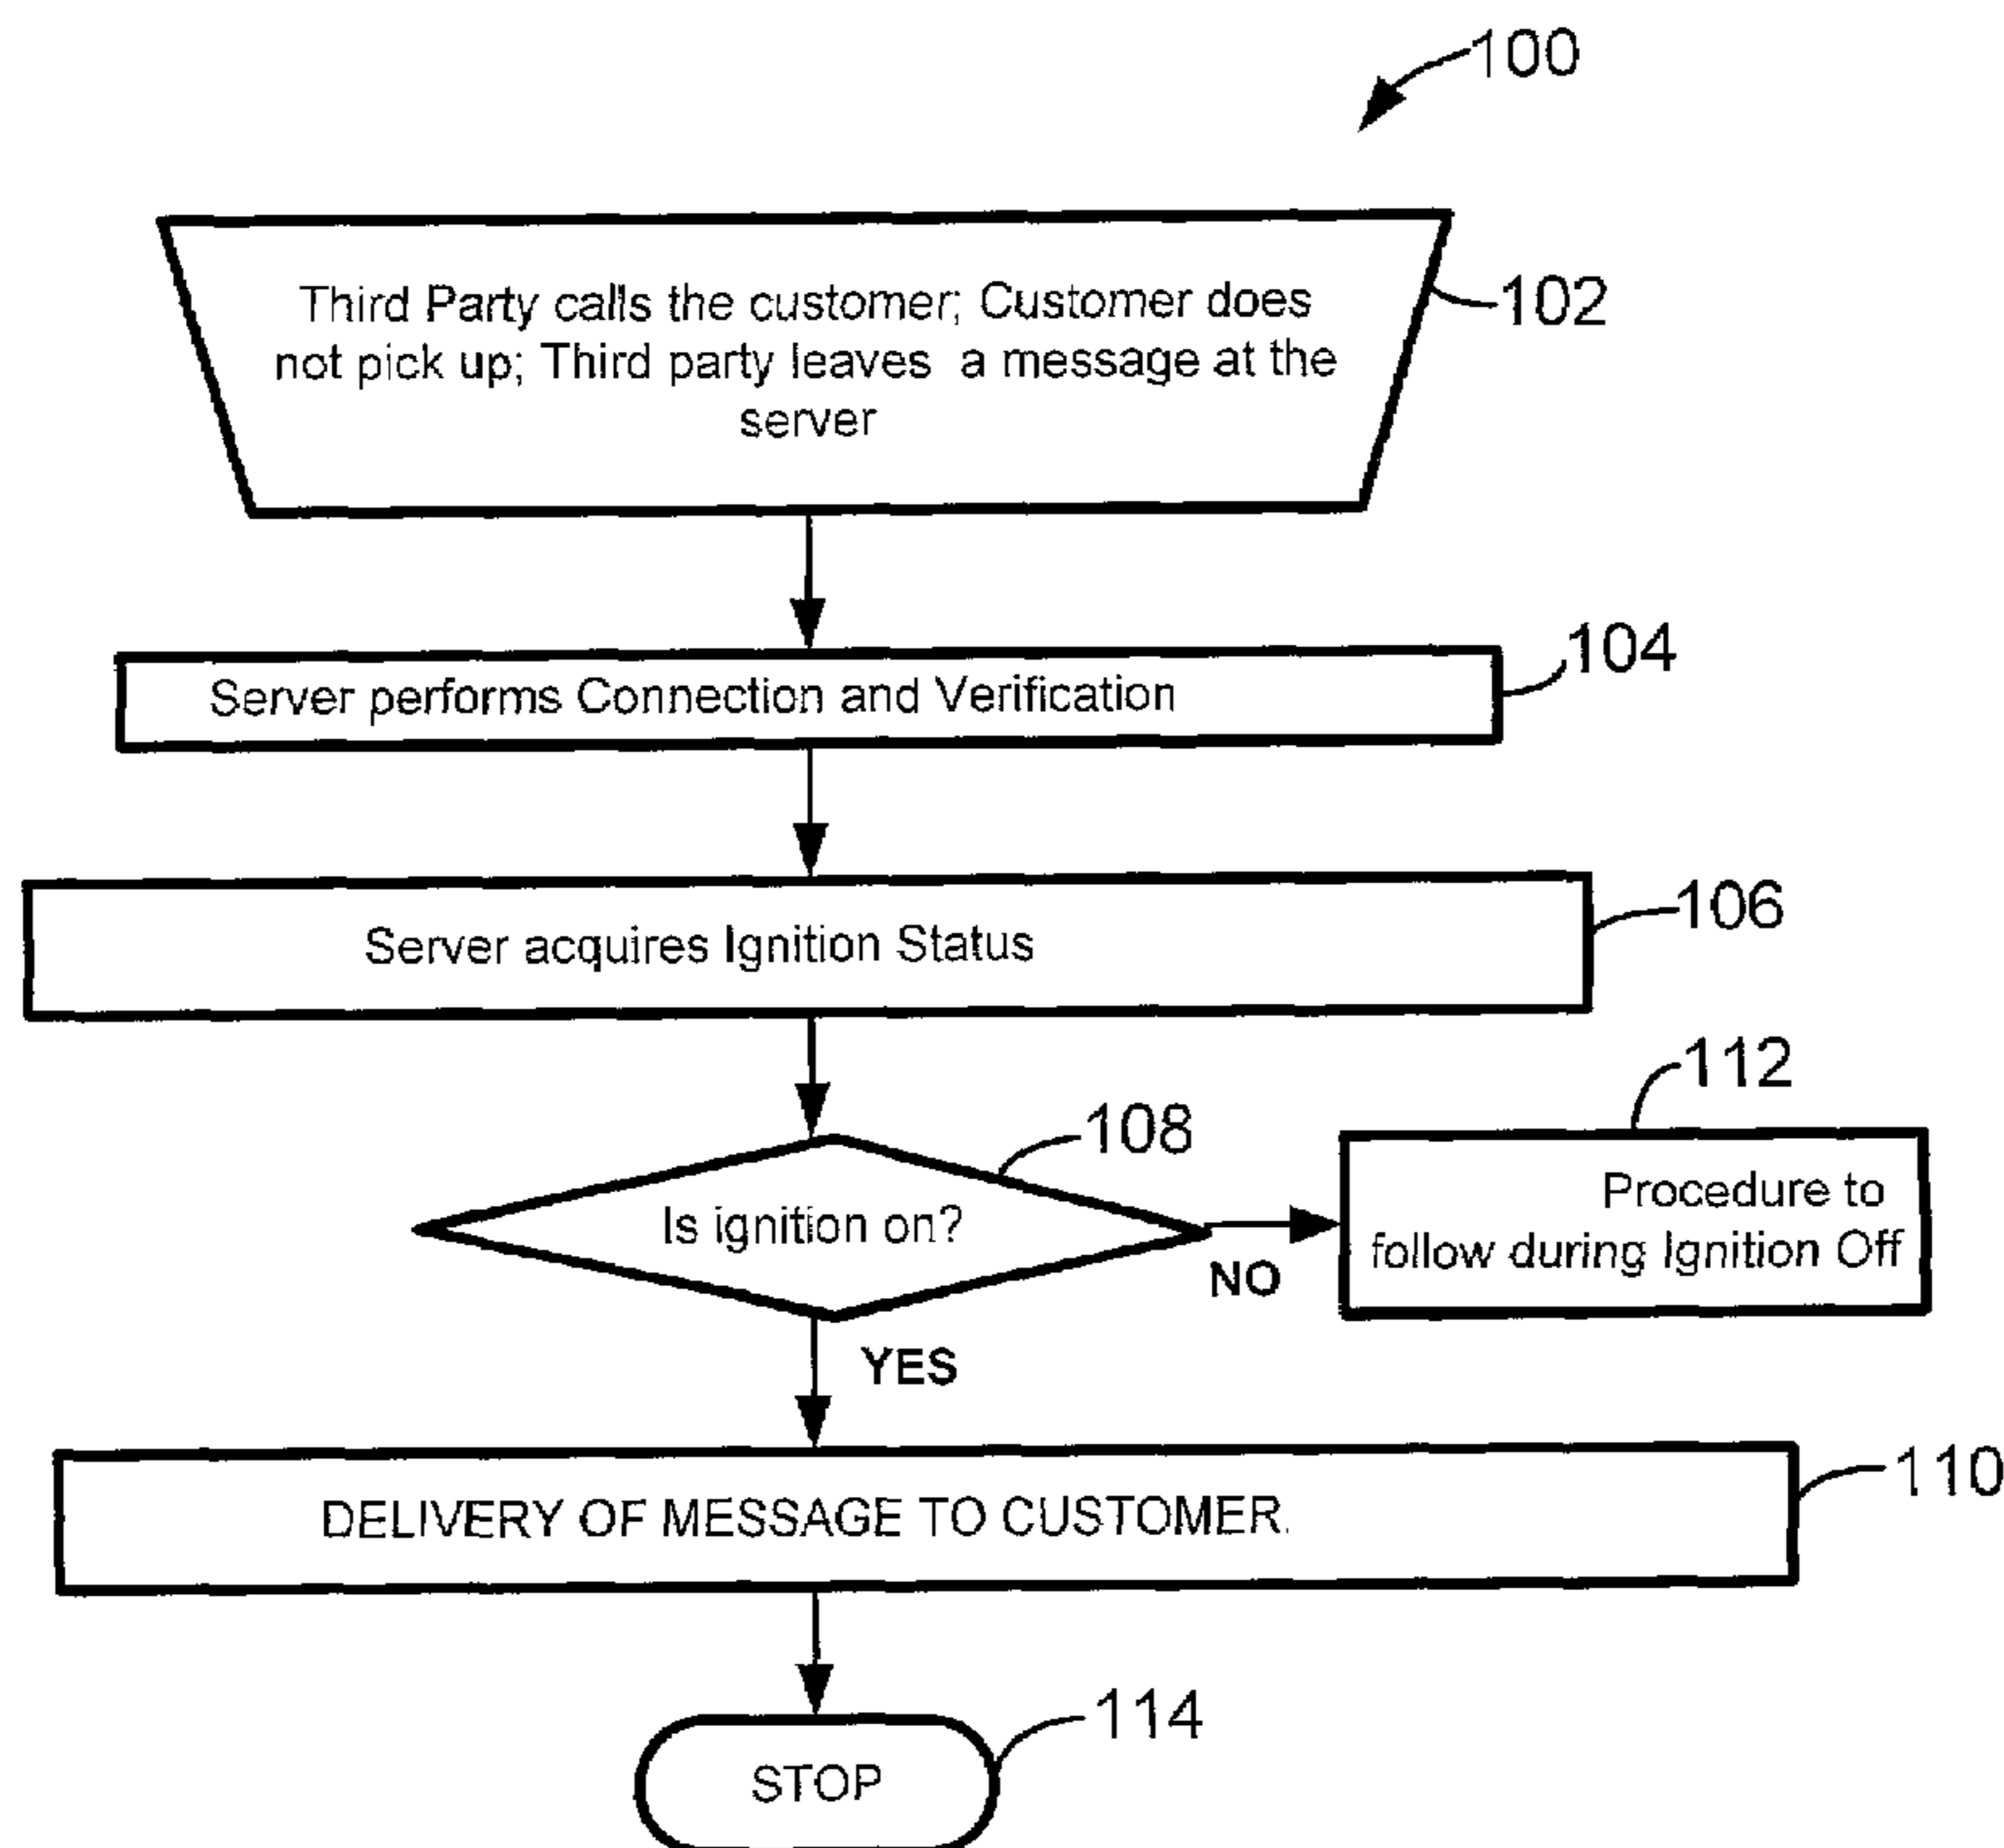 100
Third Party calls the customer; Customer does
not pick up; Third party leaves a message at the
server
102
Server performs Connection and Verification
104
Server acquires Ignition Status
106
Is ignition on?
108
NO
Procedure to
follow during Ignition Off
112
YES
DELIVERY OF MESSAGE TO CUSTOMER.
110
STOP
114